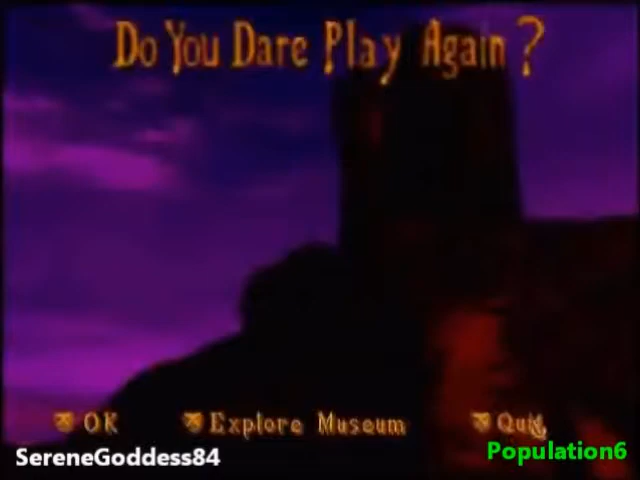 Do You Dare Play Again?
OK
Explore Museum
Quit
SereneGoddess84
Population6